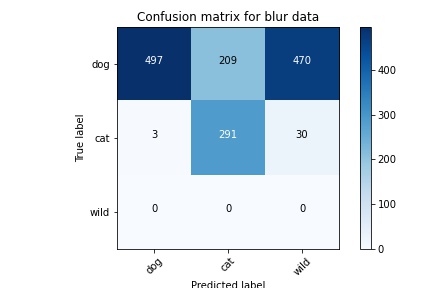 Confusion matrix for blur data
True label
dog 497 209 470
cat 3 291 30
wild 0 0 0
dog cat wild
Predicted label
400
300
200
100
0